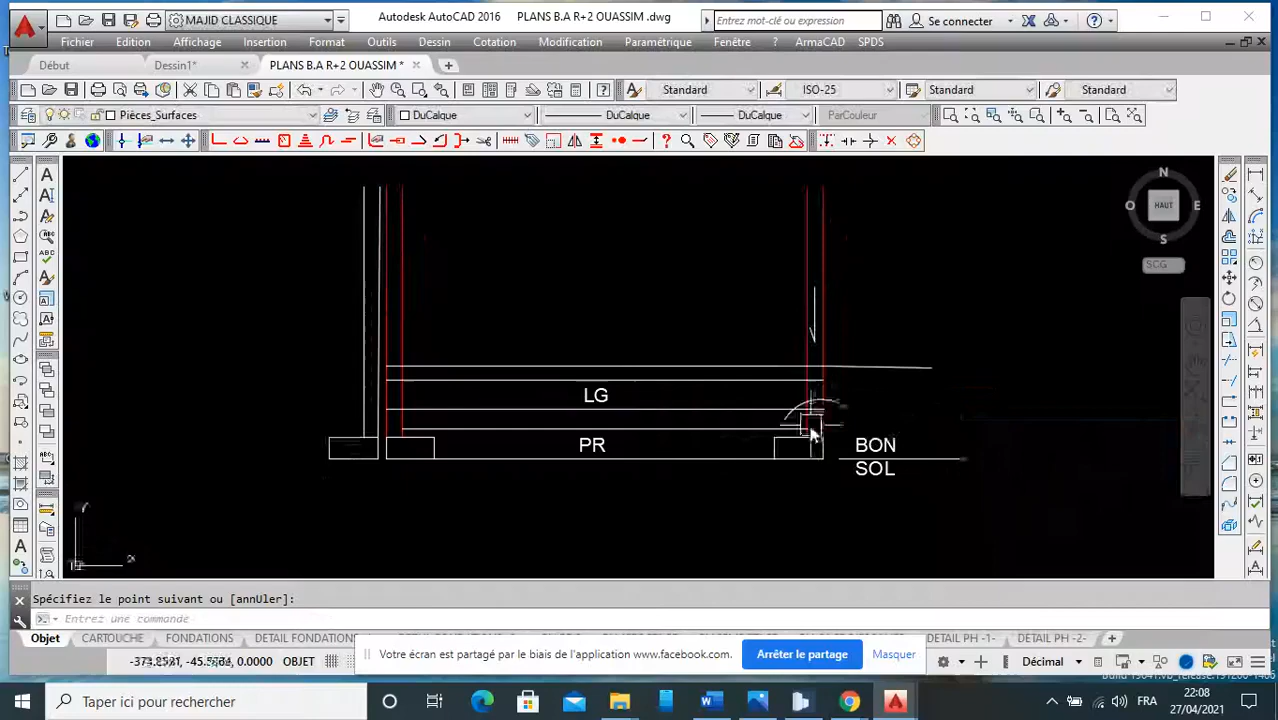 MAJID CLASSIQUE
Autodesk AutoCAD 2016
PLANS B.A R+2 OUASSIM .dwg
Entrez mot-clé ou expression
Se connecter
Fichier Edition Affichage Insertion Format Outils Dessin Cotation Modification Paramétrique Fenêtre ? ArmaCAD SPDS
Début
Dessin1*
PLANS B.A R+2 OUASSIM *
Standard
ISO-25
Standard
Standard
Pièces_Surfaces
DuCalque
DuCalque
DuCalque
ParCouleur
N
O HAUT E
S
SCG
LG
PR
BON
SOL
Spécifiez le point suivant ou [annUler]:
Entrez une commande
Objet CARTOUCHE FONDATIONS DETAIL FONDATIONS
DETAIL PH -1- DETAIL PH -2-
OBJET
Votre écran est partagé par le biais de l'application www.facebook.com.
Arrêter le partage
Masquer
Décimal
Taper ici pour rechercher
FRA
22:08
27/04/2021